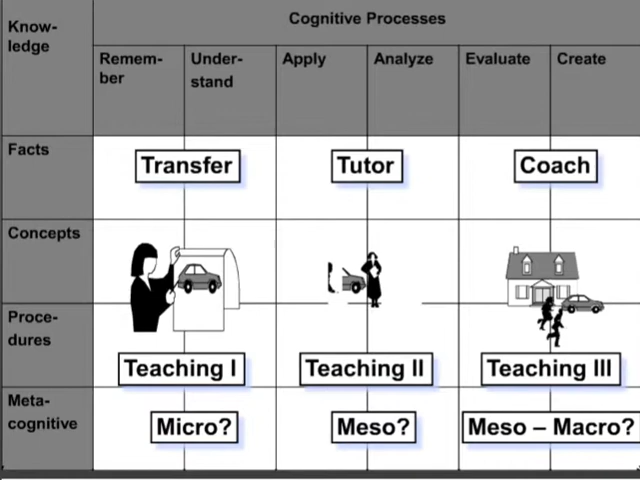 Cognitive Processes
Know-
ledge
Remem-
ber
Under-
stand
Apply
Analyze
Evaluate
Create
Facts
Transfer
Tutor
Coach
Concepts
Proce-
dures
Teaching I
Teaching II
Teaching III
Meta-
cognitive
Micro?
Meso?
Meso – Macro?